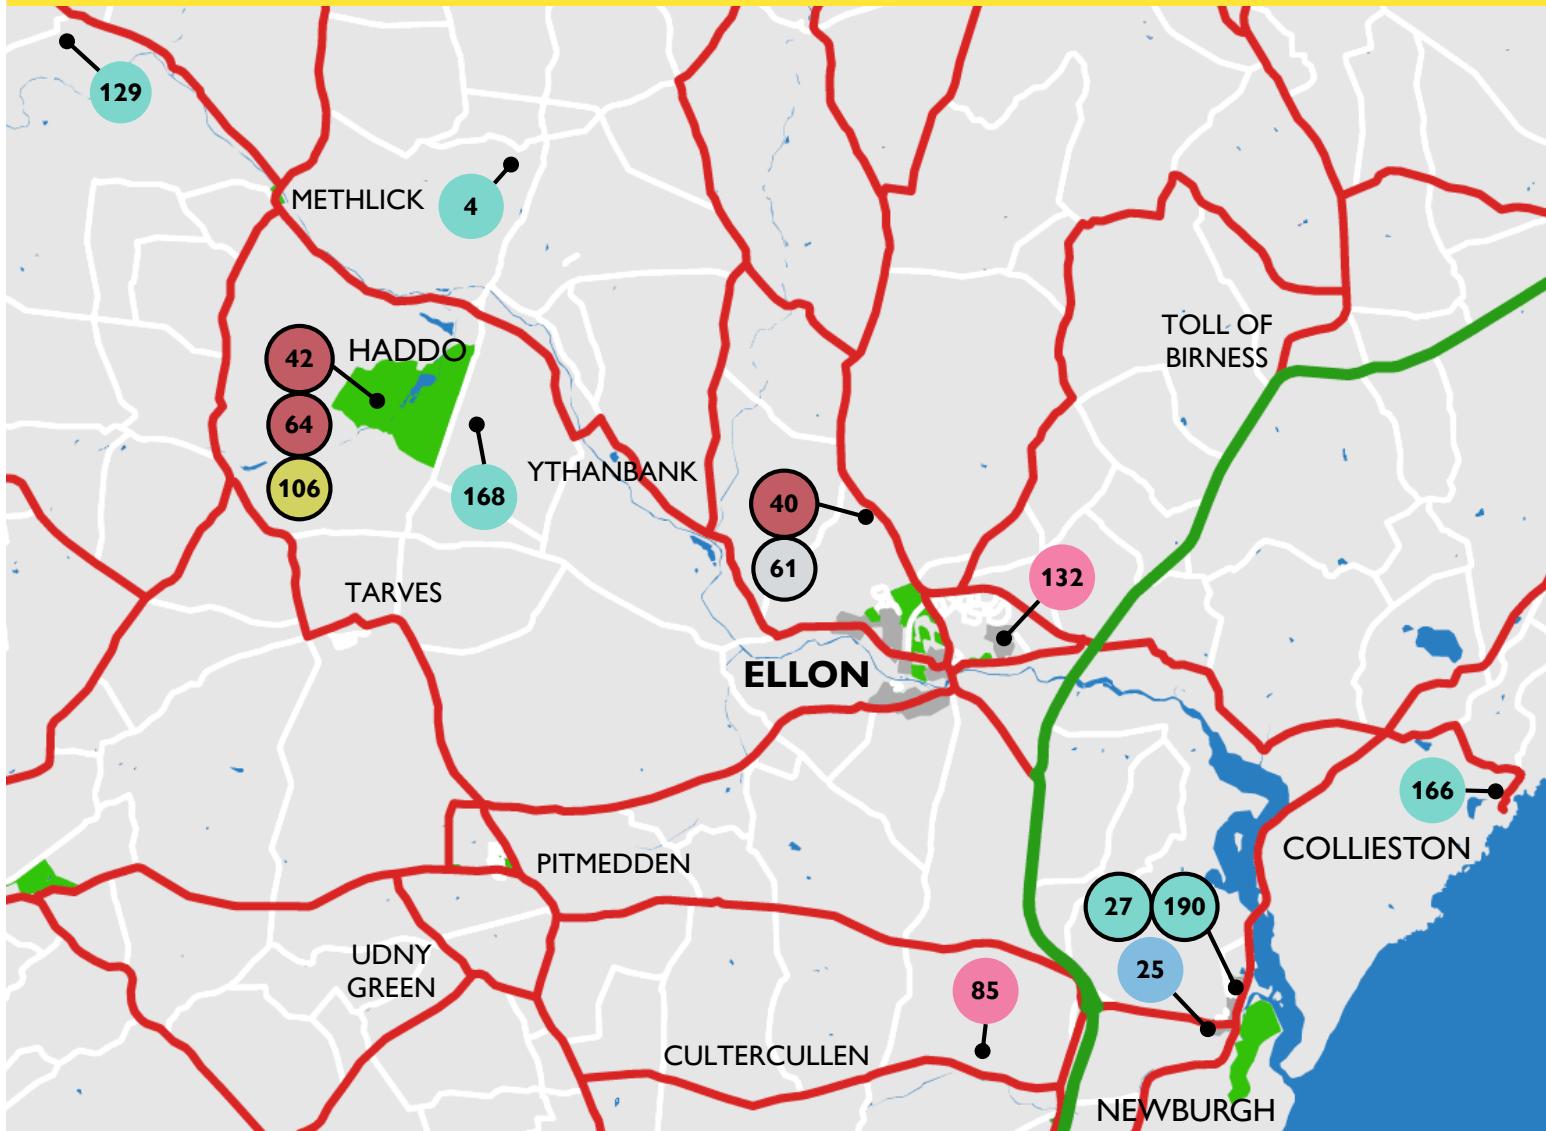 129
METHLICK
4
TOLL OF
BIRNESS
42
HADDO
64
106
168
YTHANBANK
40
61
132
TARVES
ELLON
166
COLLIESTON
PITMEDDEN
27
190
UDNY
GREEN
25
85
CULTERCULLEN
NEWBURGH